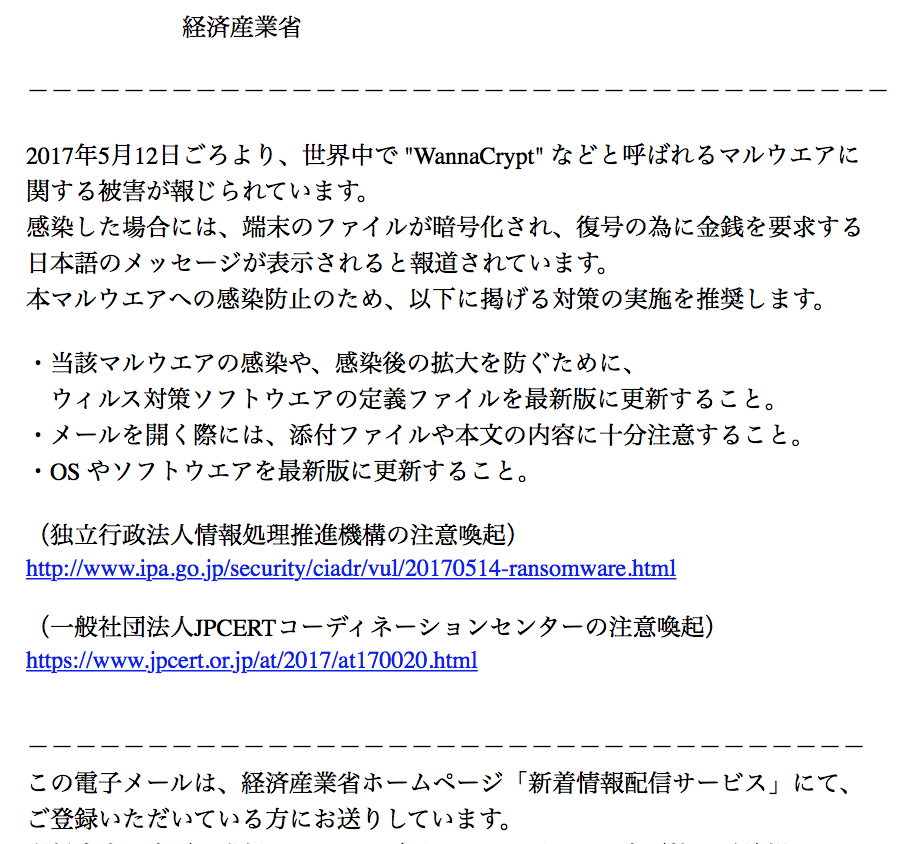 経済産業省
－－－－－－－－－－－－－－－－－－－－－－－－－－－－－－－－－－－－
2017年5月12日ごろより、世界中で "WannaCrypt" などと呼ばれるマルウエアに
関する被害が報じられています。
感染した場合には、端末のファイルが暗号化され、復号の為に金銭を要求する
日本語のメッセージが表示されると報道されています。
本マルウエアへの感染防止のため、以下に掲げる対策の実施を推奨します。
・当該マルウエアの感染や、感染後の拡大を防ぐために、
ウィルス対策ソフトウエアの定義ファイルを最新版に更新すること。
・メールを開く際には、添付ファイルや本文の内容に十分注意すること。
・OS やソフトウエアを最新版に更新すること。
（独立行政法人情報処理推進機構の注意喚起）
http://www.ipa.go.jp/security/ciadr/vul/20170514-ransomware.html
（一般社団法人JPCERTコーディネーションセンターの注意喚起）
https://www.jpcert.or.jp/at/2017/at170020.html
－－－－－－－－－－－－－－－－－－－－－－－－－－－－－－－－－－－
この電子メールは、経済産業省ホームページ「新着情報配信サービス」にて、
ご登録いただいている方にお送りしています。